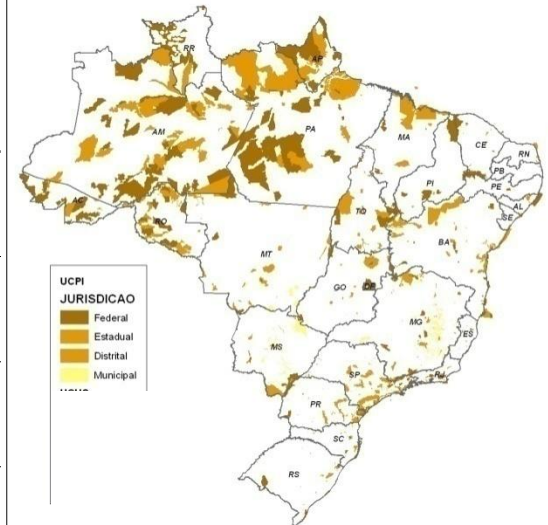 RR
AP
AM
PA
MA
CE
RN
PB
PE
AL
SE
PI
AC
RO
TO
BA
MT
GO
DF
MG
ES
MS
SP
RJ
PR
SC
RS
UCPI
JURISDICAO
Federal
Estadual
Distrital
Municipal